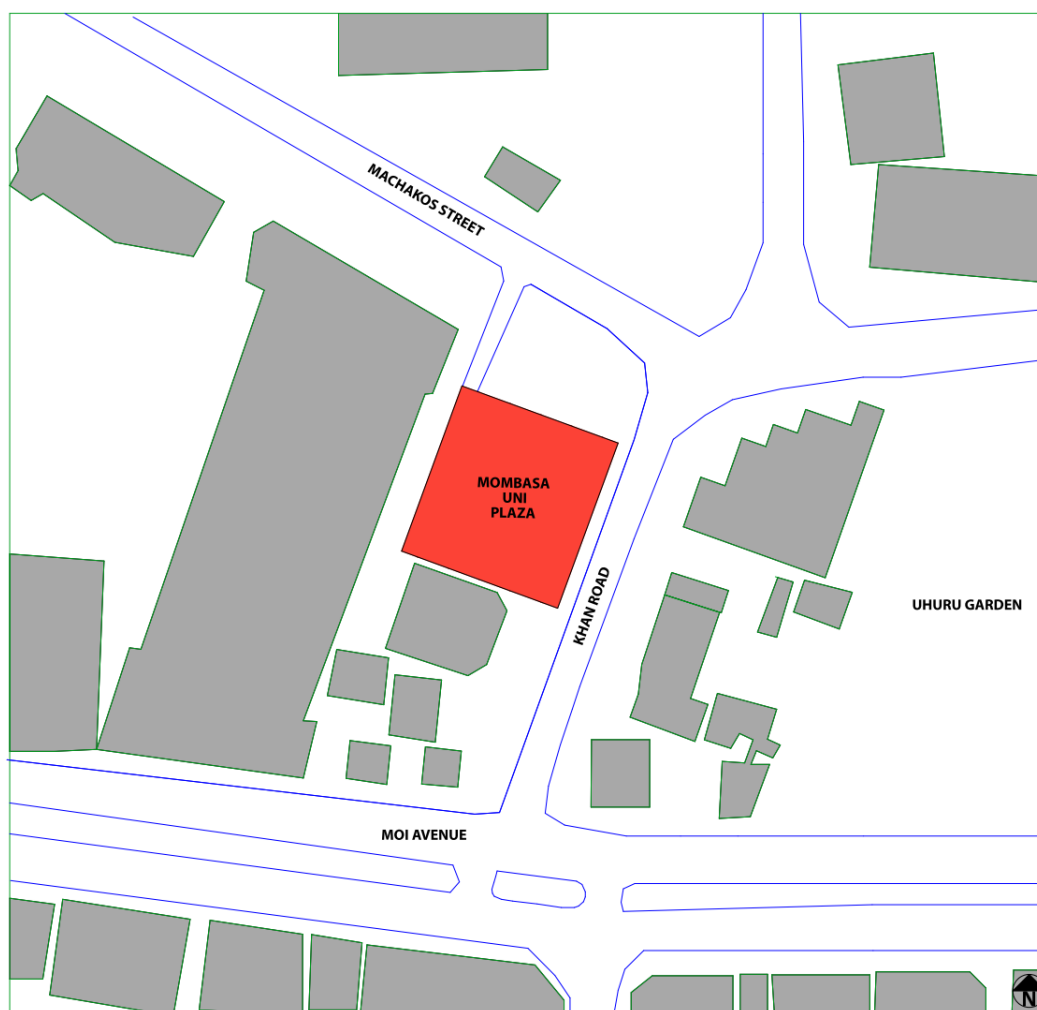 MACHAKOS STREET
MOMBASA
UNI
PLAZA
KHAN ROAD
UHURU GARDEN
MOI AVENUE
N